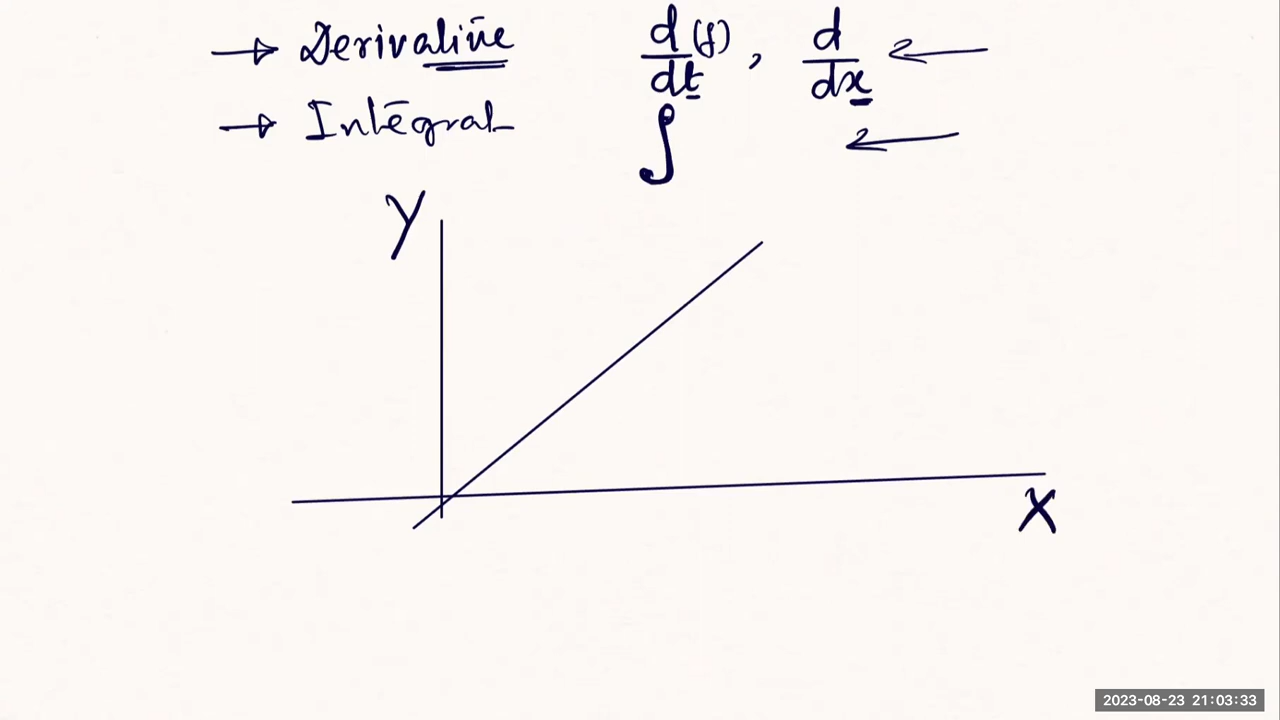 → Derivative d/dt (f) , d/dx ←
→ Integral ∫ ←
Y
X
2023-08-23 21:03:33